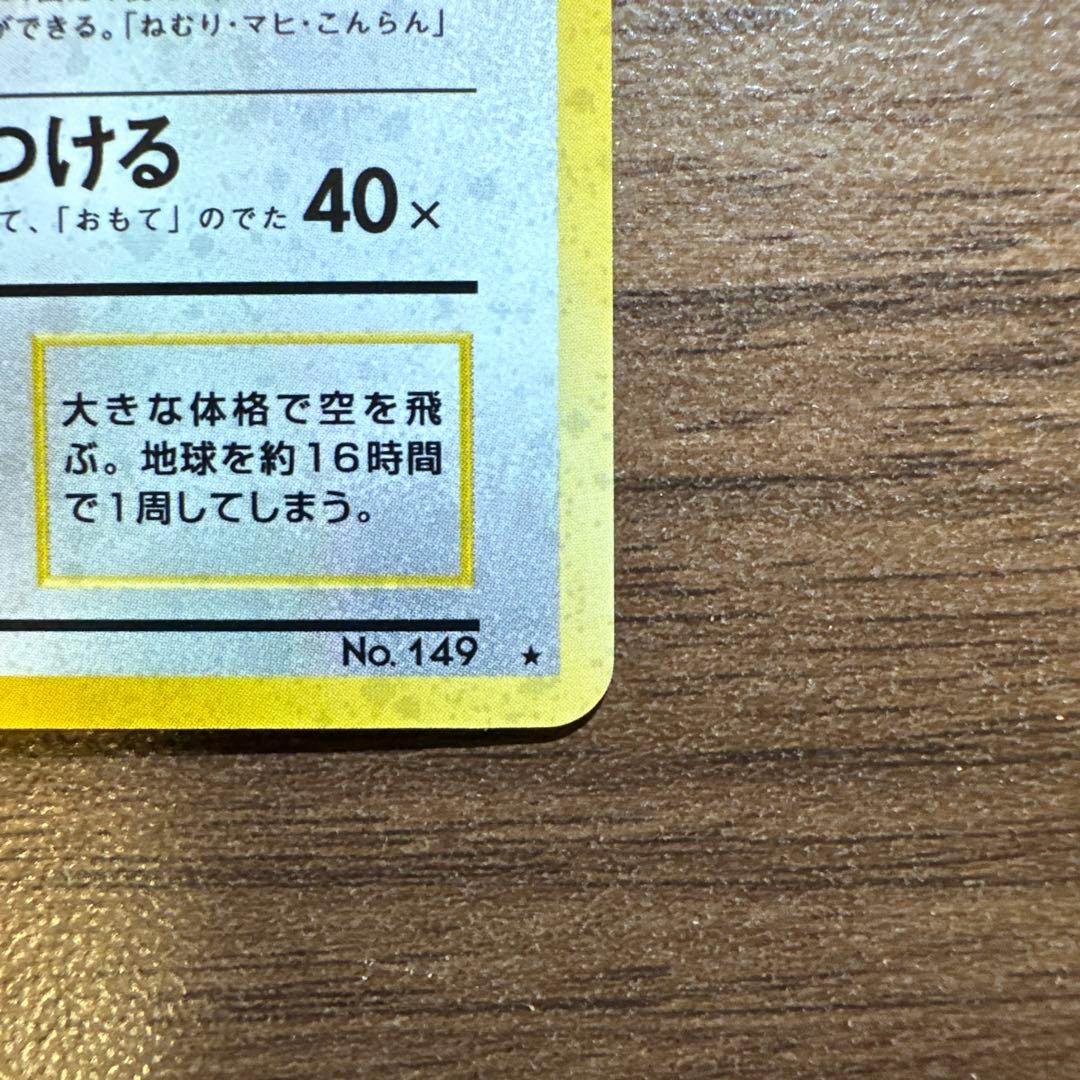 ができる。「ねむり・マヒ・こんらん」
つける
て、「おもて」のでた 40×
大きな体格で空を飛
ぶ。地球を約16時間
で1周してしまう。
No. 149 ★